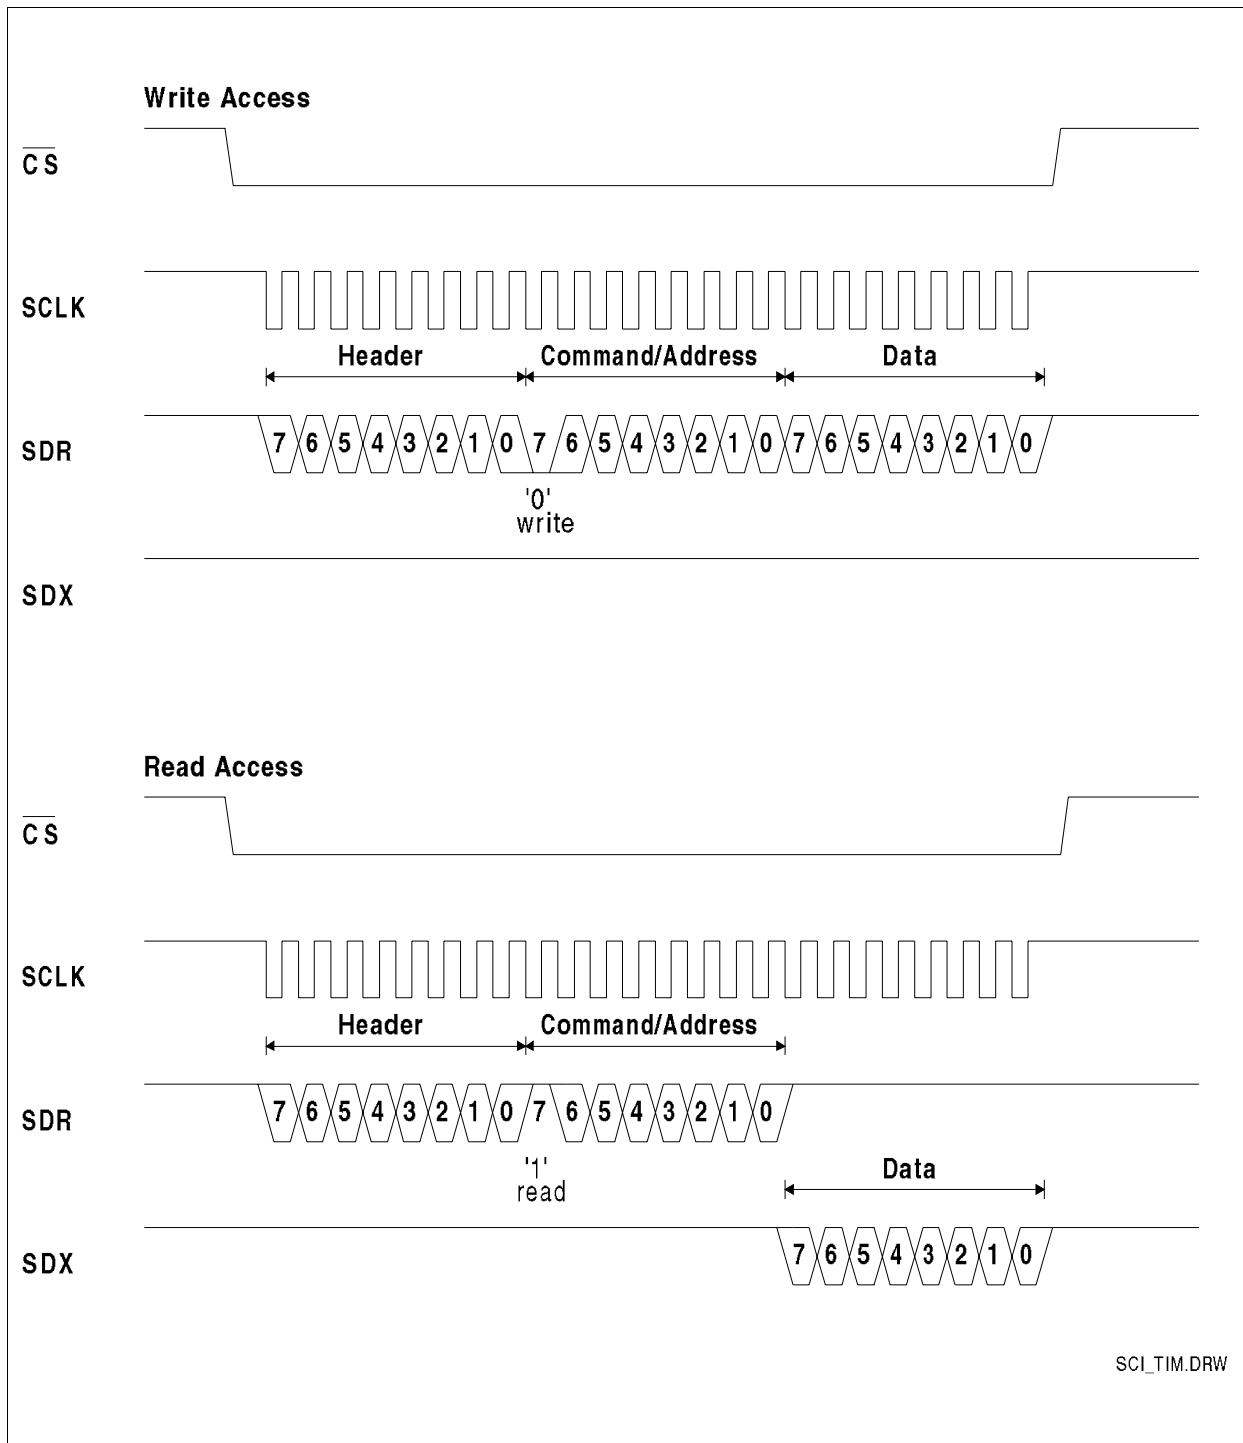 Write Access
CS
SCLK
Header Command/Address Data
SDR 7 6 5 4 3 2 1 0 7 6 5 4 3 2 1 0 7 6 5 4 3 2 1 0
'0'
write
SDX
Read Access
CS
SCLK
Header Command/Address
SDR 7 6 5 4 3 2 1 0 7 6 5 4 3 2 1 0
'1'
read
Data
SDX 7 6 5 4 3 2 1 0
SCI_TIM.DRW